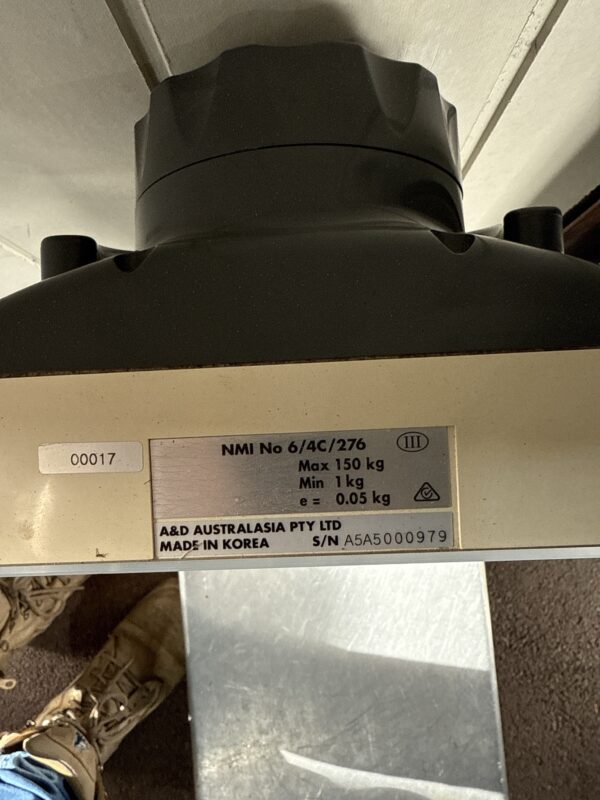 NMI No 6/4C/276 III
Max 150 kg
Min 1 kg
e = 0.05 kg
00017
A&D AUSTRALASIA PTY LTD
MADE IN KOREA S/N A5A5000979